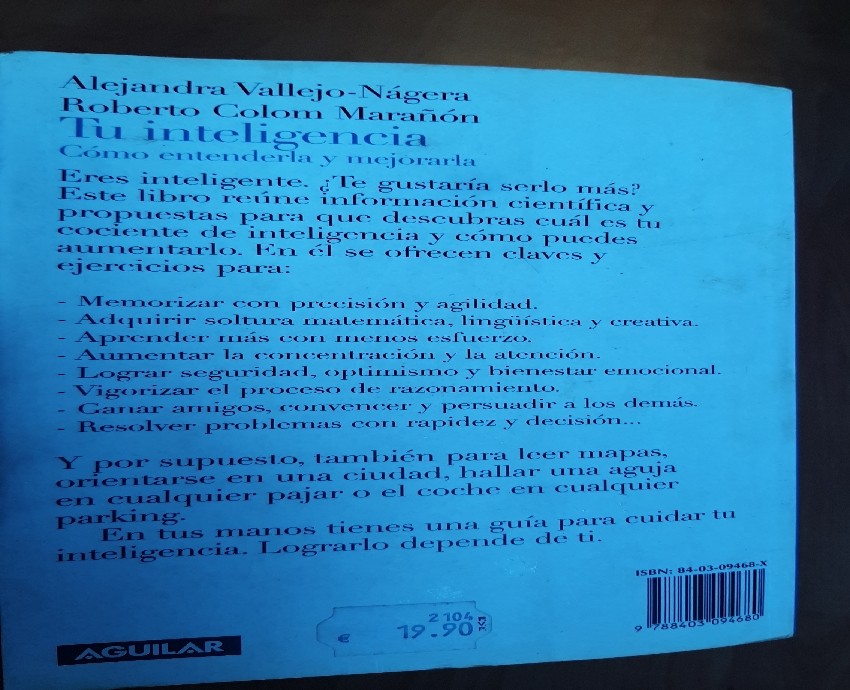 Alejandra Vallejo-Nágera
Roberto Colom Marañón
Tu inteligencia
Cómo entenderla y mejorarla
Eres inteligente. ¿Te gustaría serlo más?
Este libro reúne información científica y
propuestas para que descubras cuál es tu
cociente de inteligencia y cómo puedes
aumentarlo. En él se ofrecen claves y
ejercicios para:
- Memorizar con precisión y agilidad.
- Adquirir soltura matemática, lingüística y creativa.
- Aprender más con menos esfuerzo.
- Aumentar la concentración y la atención.
- Lograr seguridad, optimismo y bienestar emocional.
- Vigorizar el proceso de razonamiento.
- Ganar amigos, convencer y persuadir a los demás.
- Resolver problemas con rapidez y decisión...
Y por supuesto, también para leer mapas,
orientarse en una ciudad, hallar una aguja
en cualquier pajar o el coche en cualquier
parking.
En tus manos tienes una guía para cuidar tu
inteligencia. Lograrlo depende de ti.
ISBN: 84-03-09468-X
9 788403 094680
2104
€ 19.90
AGUILAR